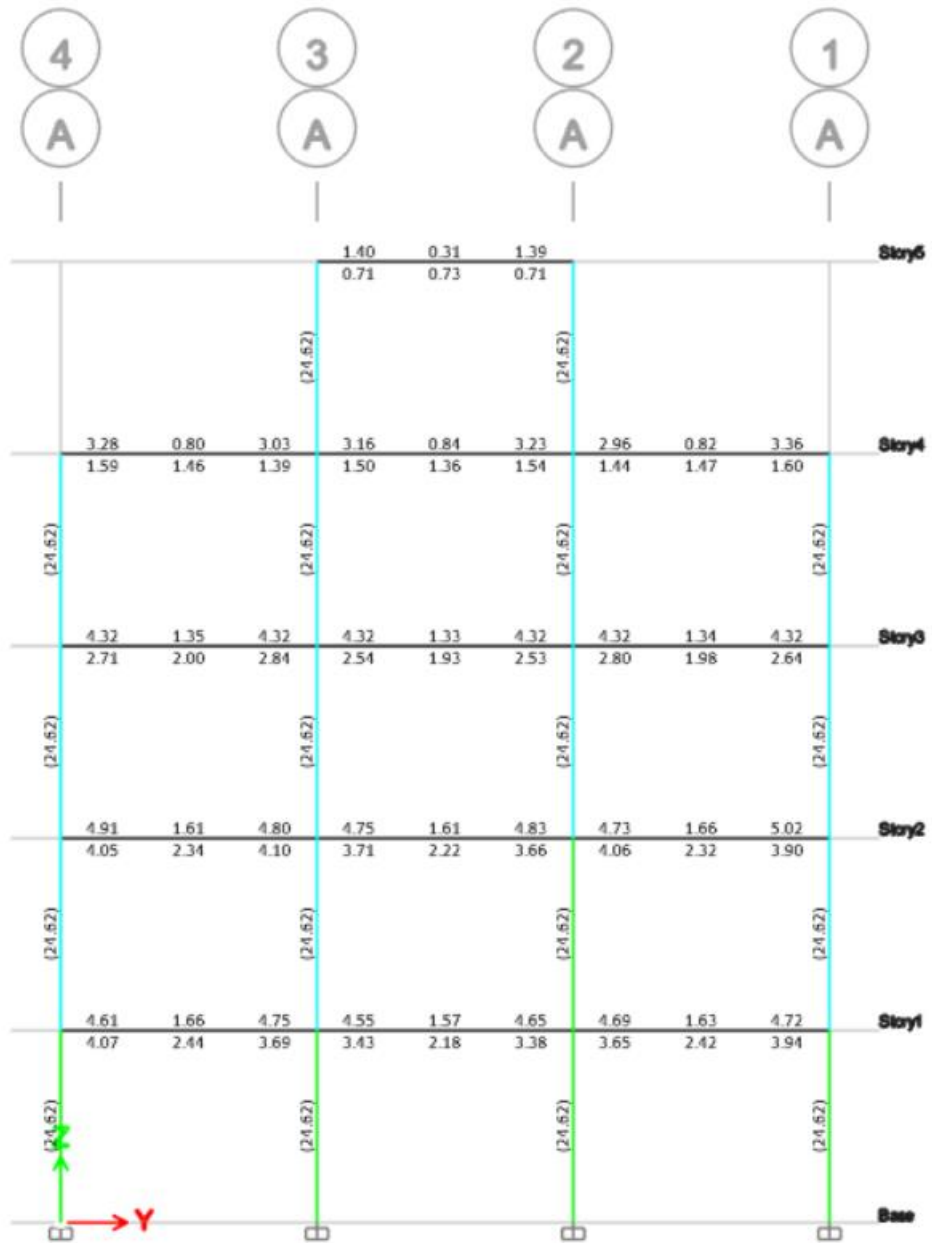 4 3 2 1
A A A A
1.40 0.31 1.39 Story5
0.71 0.73 0.71
(24.62) (24.62)
3.28 0.80 3.03 3.16 0.84 3.23 2.96 0.82 3.36 Story4
1.59 1.46 1.39 1.50 1.36 1.54 1.44 1.47 1.60
(24.62) (24.62) (24.62) (24.62)
4.32 1.35 4.32 4.32 1.33 4.32 4.32 1.34 4.32 Story3
2.71 2.00 2.84 2.54 1.93 2.53 2.80 1.98 2.64
(24.62) (24.62) (24.62) (24.62)
4.91 1.61 4.80 4.75 1.61 4.83 4.73 1.66 5.02 Story2
4.05 2.34 4.10 3.71 2.22 3.66 4.06 2.32 3.90
(24.62) (24.62) (24.62) (24.62)
4.61 1.66 4.75 4.55 1.57 4.65 4.69 1.63 4.72 Story1
4.07 2.44 3.69 3.43 2.18 3.38 3.65 2.42 3.94
(24.62) (24.62) (24.62) (24.62)
Z
Y Base